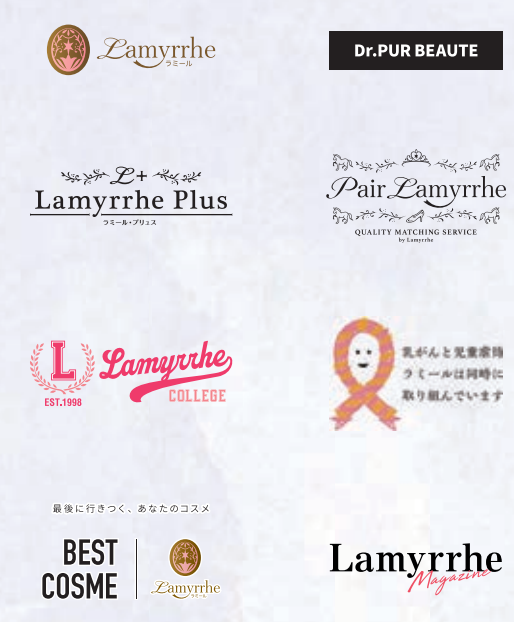 Lamyrrhe
ラミール
Dr.PUR BEAUTE
L+
Lamyrrhe Plus
ラミール・プリュス
Pair Lamyrrhe
QUALITY MATCHING SERVICE
by Lamyrrhe
L
EST.1998
Lamyrrhe
COLLEGE
乳がんと児童虐待
ラミールは同時に
取り組んでいます
最後に行きつく、あなたのコスメ
BEST
COSME
Lamyrrhe
ラミール
Lamyrrhe
Magazine